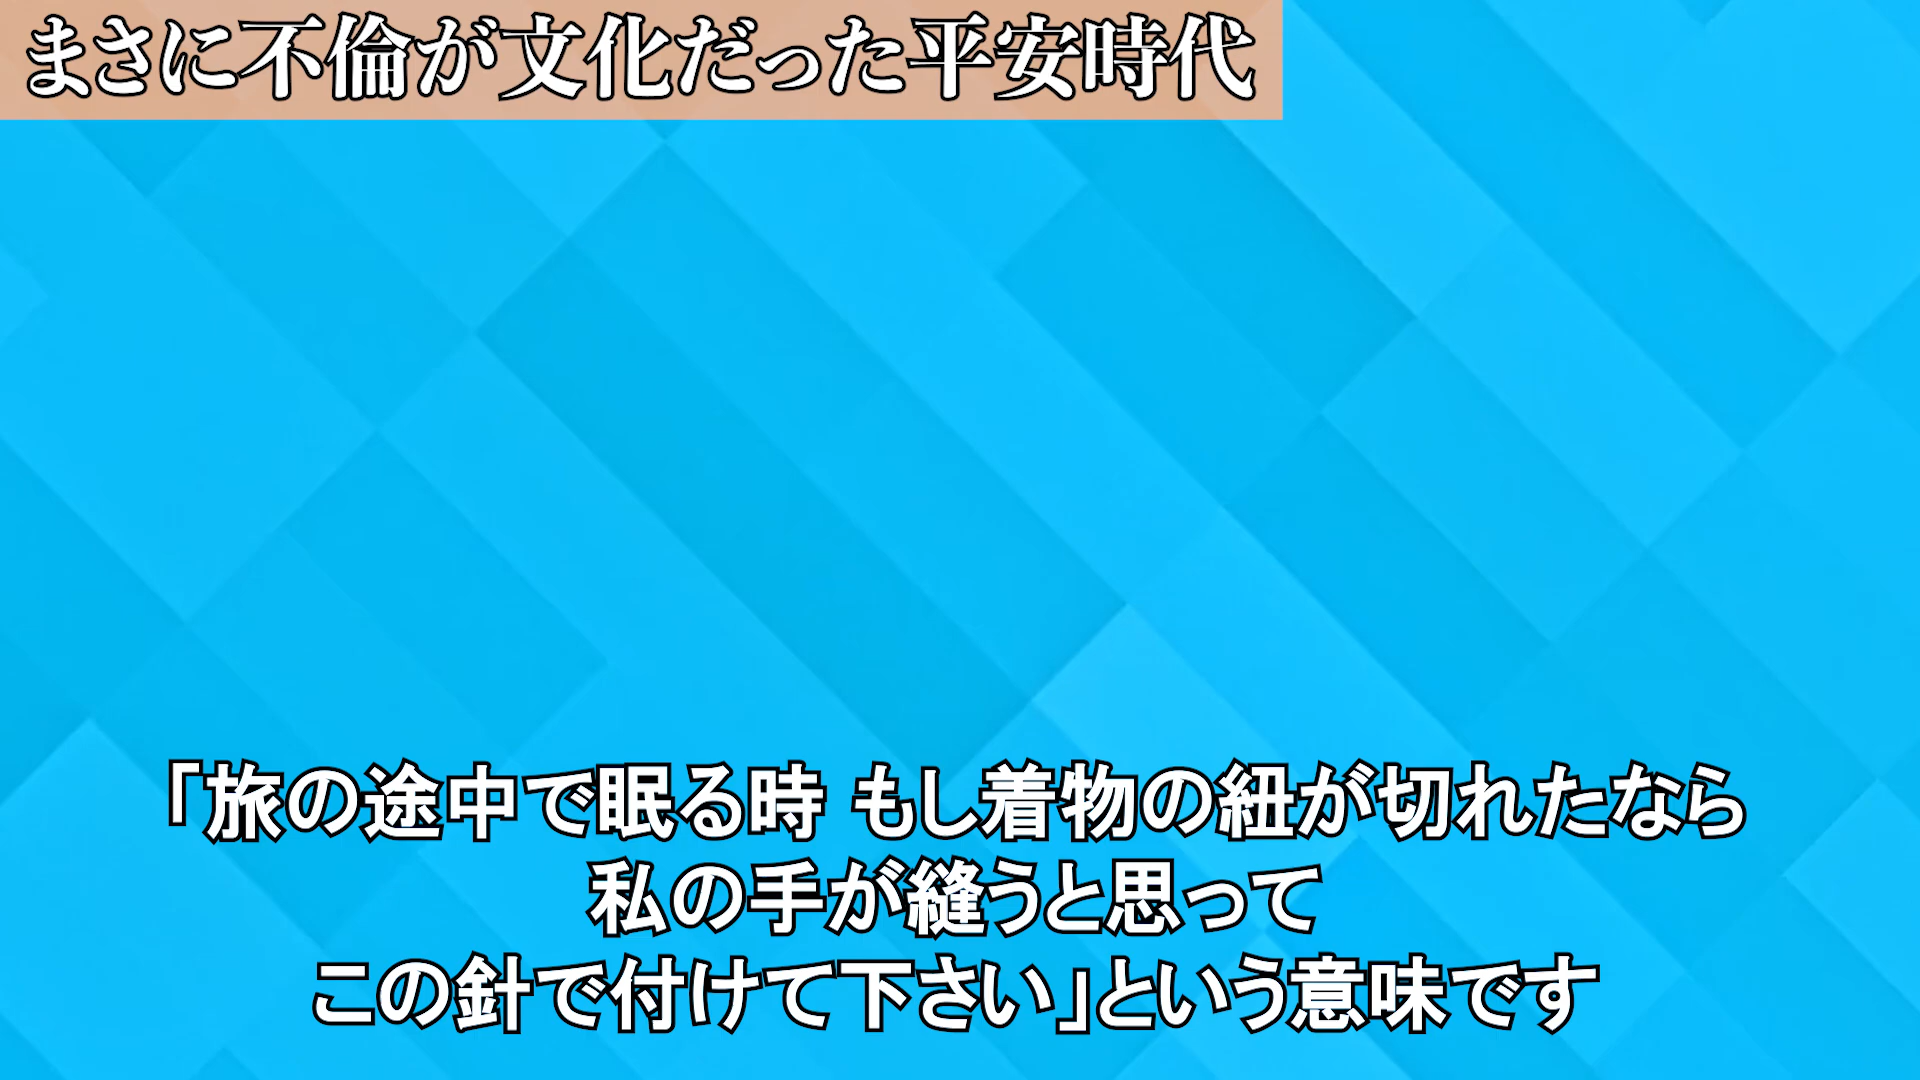 まさに不倫が文化だった平安時代
「旅の途中で眠る時 もし着物の紐が切れたなら
私の手が縫うと思って
この針で付けて下さい」という意味です